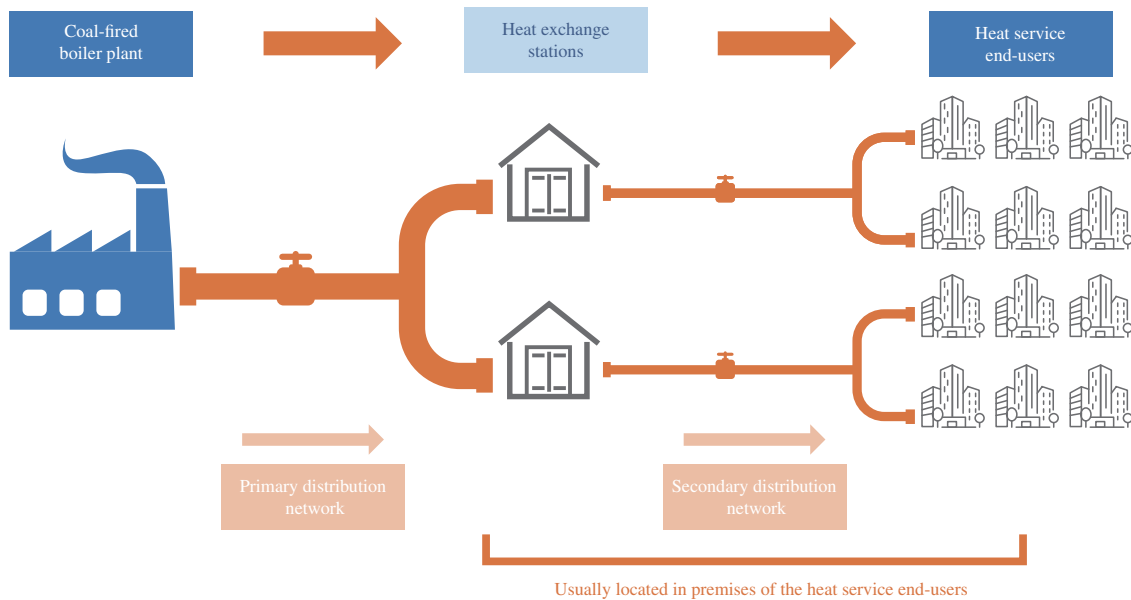 Coal-fired
boiler plant
Heat exchange
stations
Heat service
end-users
Primary distribution
network
Secondary distribution
network
Usually located in premises of the heat service end-users